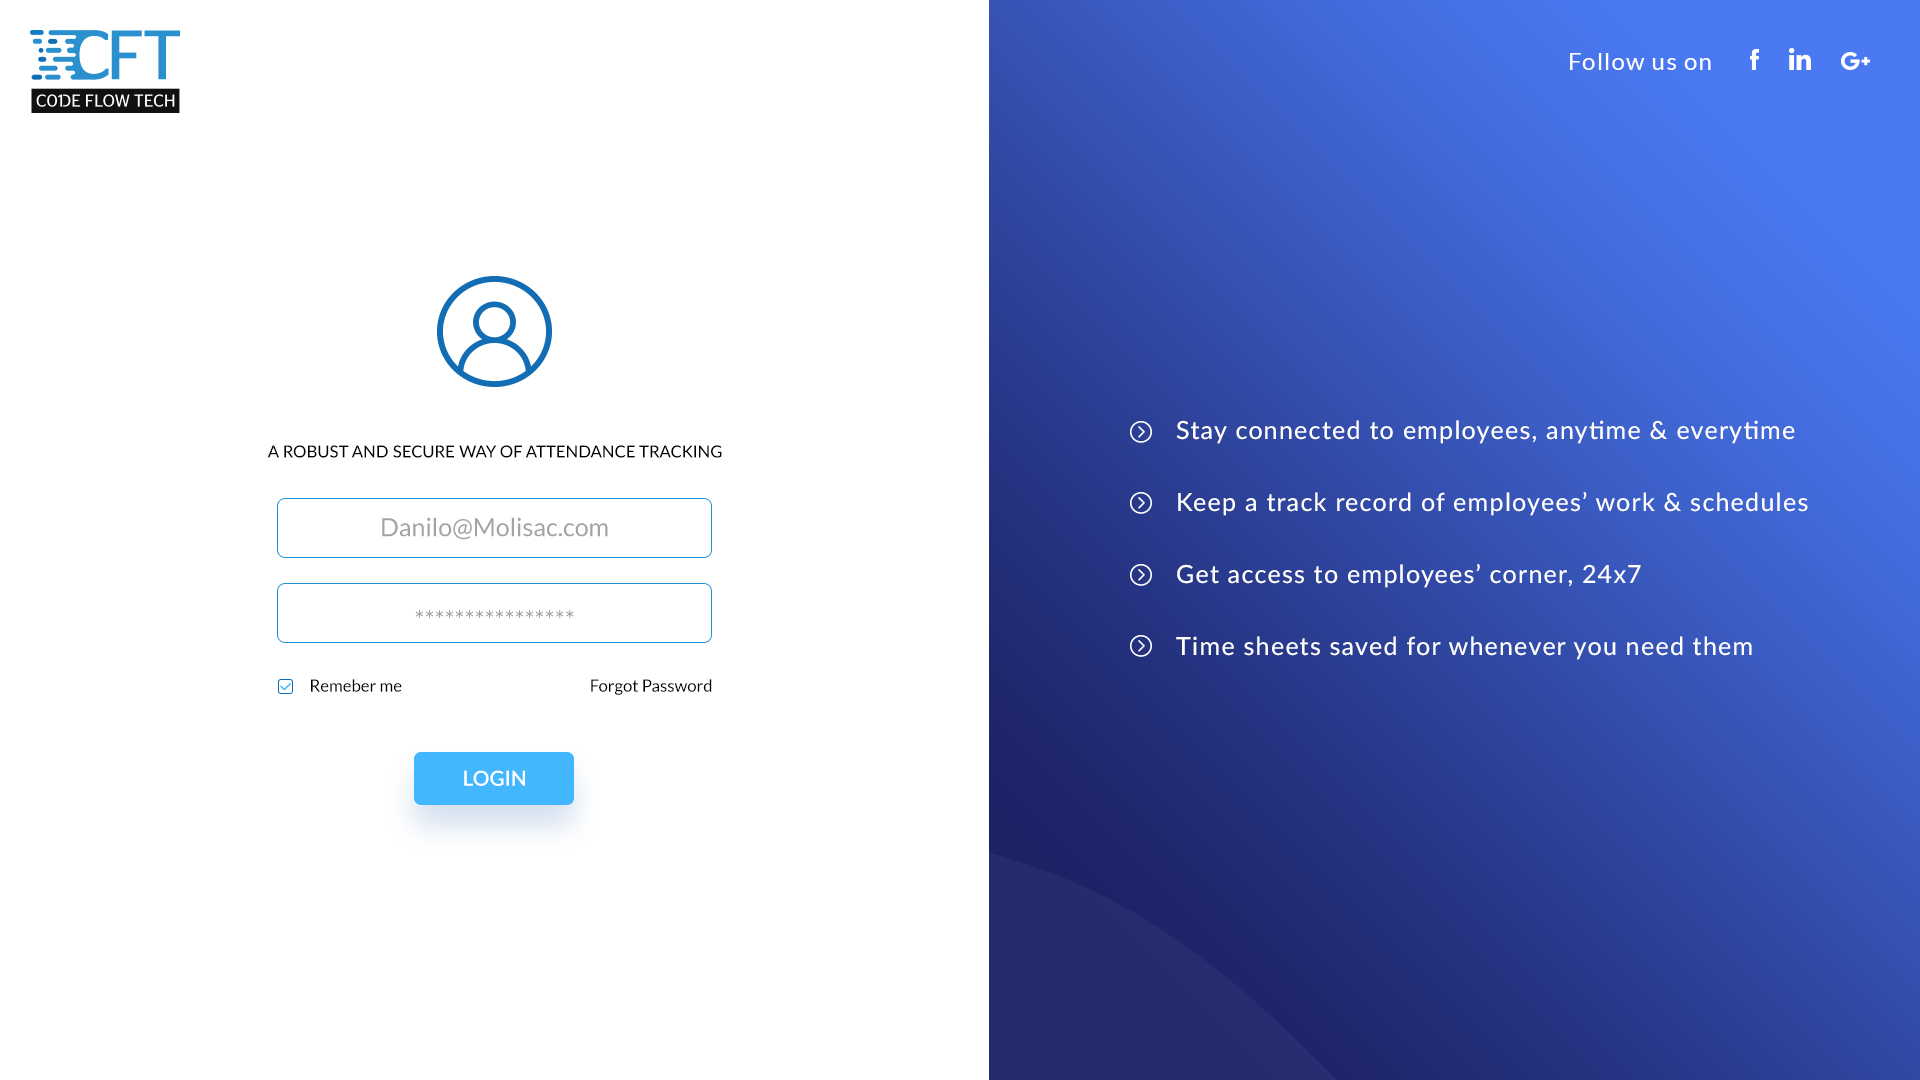 CFT
CODE FLOW TECH
Follow us on
A ROBUST AND SECURE WAY OF ATTENDANCE TRACKING
Danilo@Molisac.com
****************
Remeber me
Forgot Password
LOGIN
Stay connected to employees, anytime & everytime
Keep a track record of employees’ work & schedules
Get access to employees’ corner, 24x7
Time sheets saved for whenever you need them